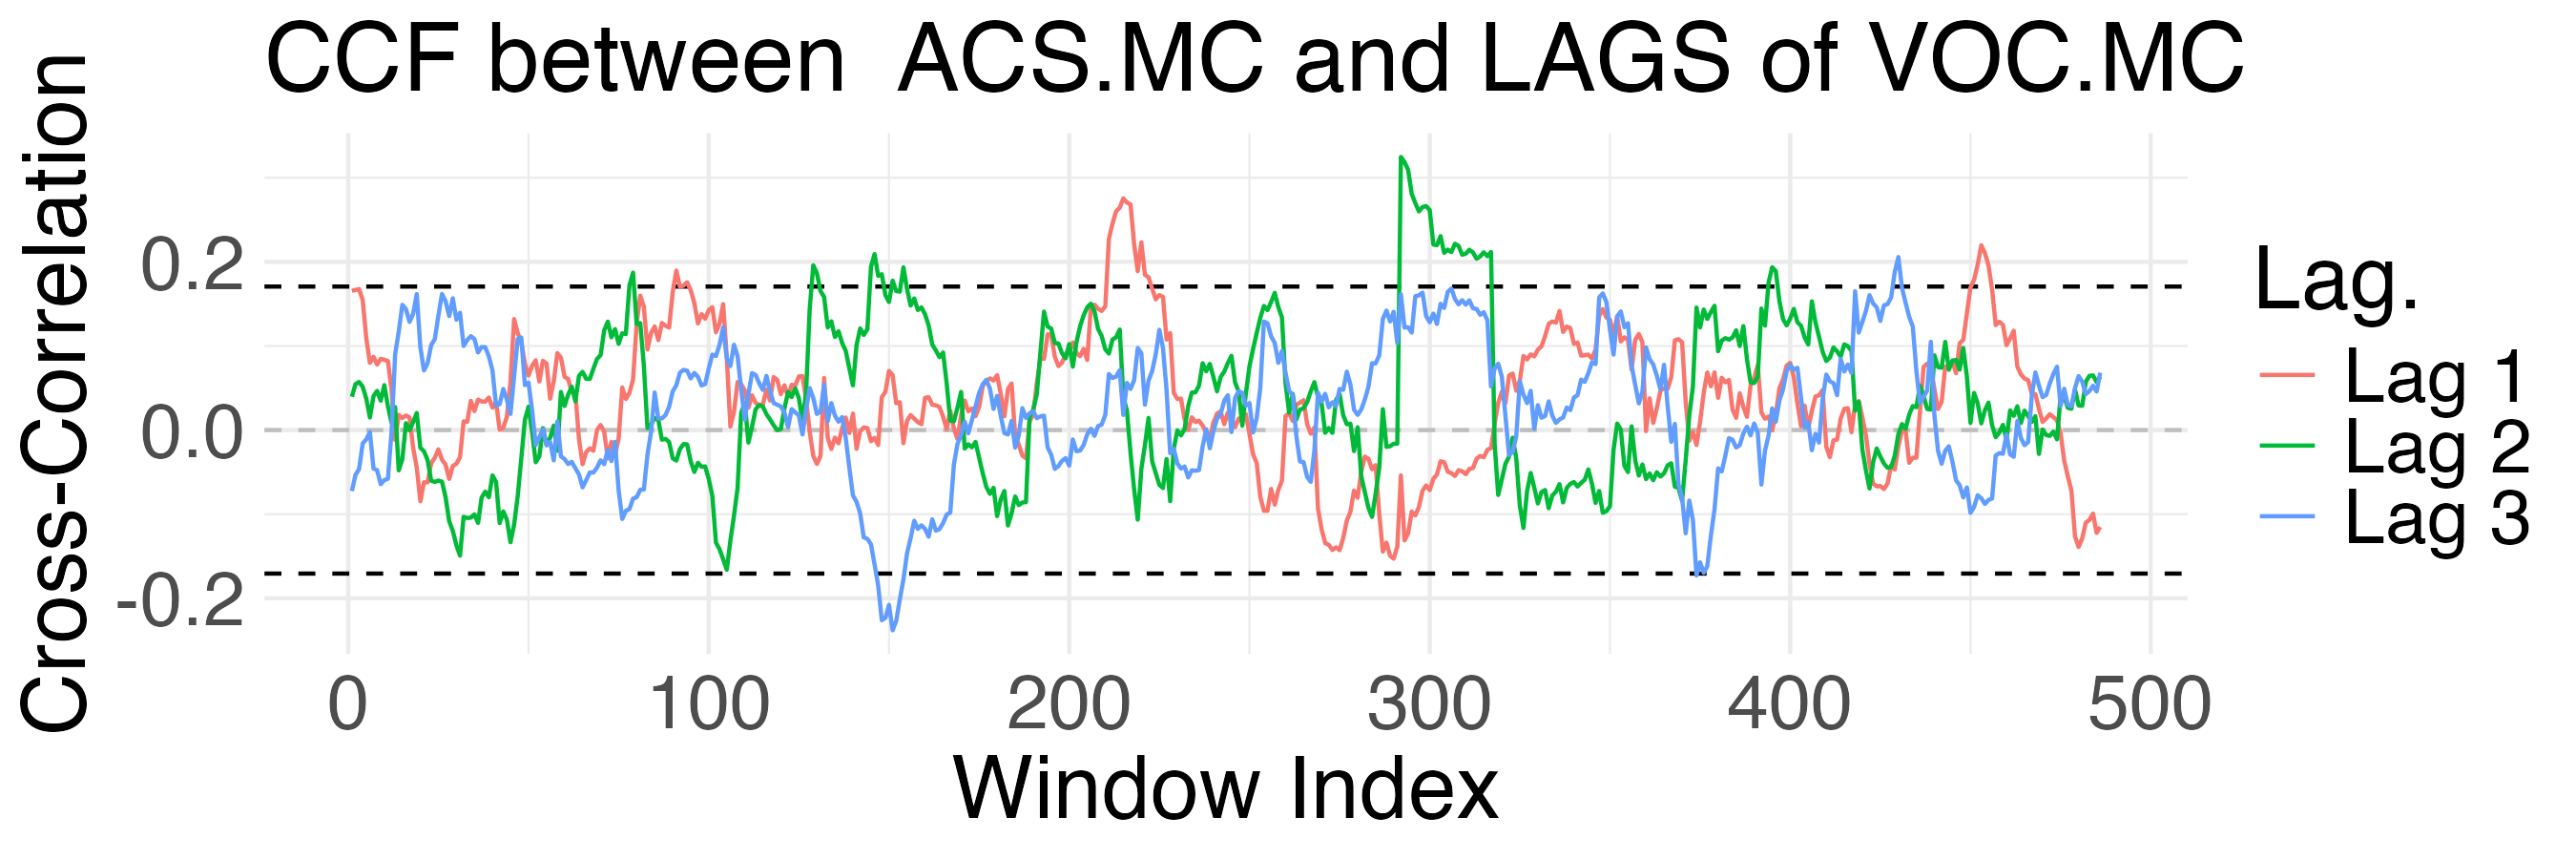 CCF between  ACS.MC and LAGS of VOC.MC
Cross-Correlation
0.2
0.0
-0.2
0 100 200 300 400 500
Window Index
Lag.
Lag 1
Lag 2
Lag 3